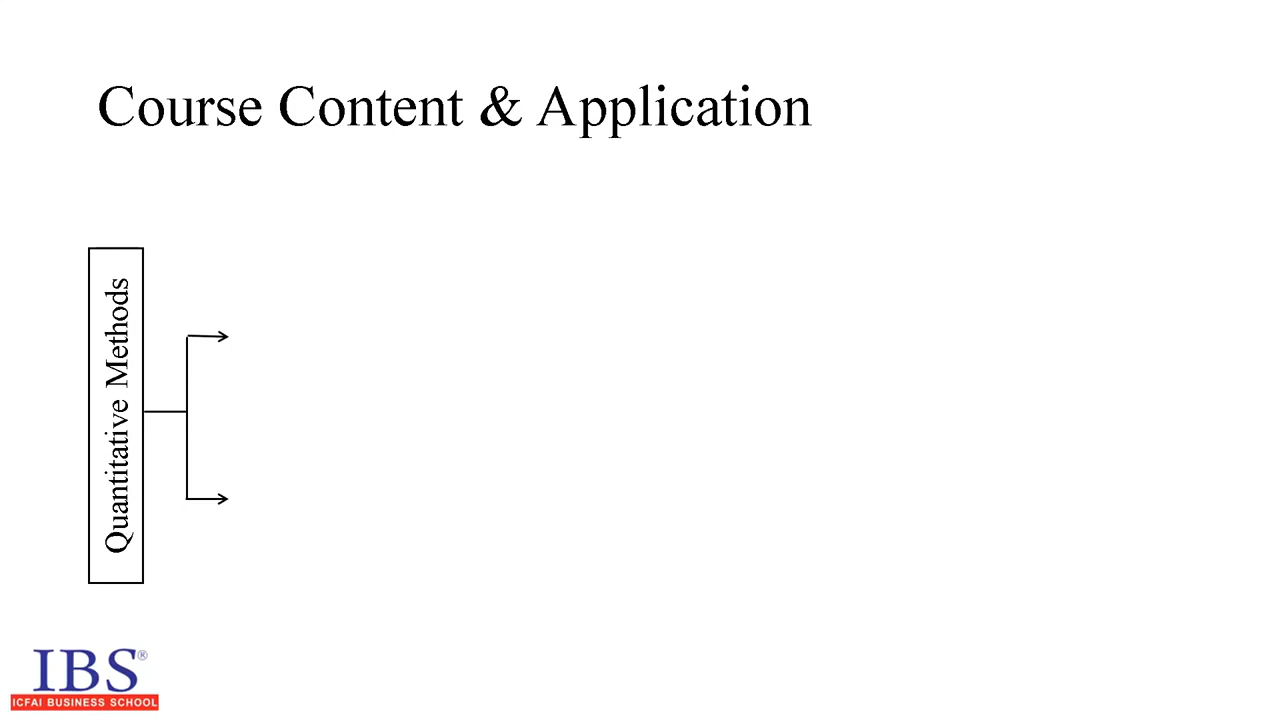 Course Content & Application
Quantitative Methods
IBS®
ICFAI BUSINESS SCHOOL